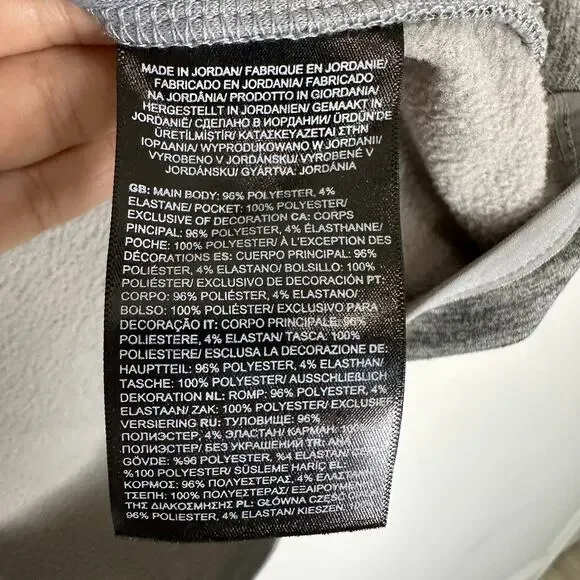 MADE IN JORDAN/ FABRIQUE EN JORDANIE/
FABRICADO EN JORDANIA/ FABRICADO
NA JORDÂNIA/ PRODOTTO IN GIORDANIA/
HERGESTELLT IN JORDANIEN/ GEMAAKT IN
JORDANIË/ СДЕЛАНО В ИОРДАНИИ/ ÜRDÜN'DE
ÜRETİLMİŞTİR/ ΚΑΤΑΣΚΕΥΑΖΕΤΑΙ ΣΤΗΝ
ΙΟΡΔΑΝΙΑ/ WYPRODUKOWANO W JORDANII/
VYROBENO V JORDÁNSKU/ VYROBENÉ V
JORDÁNSKU/ GYÁRTVA: JORDÁNIA
GB: MAIN BODY: 96% POLYESTER, 4%
ELASTANE/ POCKET: 100% POLYESTER/
EXCLUSIVE OF DECORATION CA: CORPS
PINCIPAL: 96% POLYESTER, 4% ÉLASTHANNE/
POCHE: 100% POLYESTER/ À L'EXCEPTION DES
DÉCORATIONS ES: CUERPO PRINCIPAL: 96%
POLIÉSTER, 4% ELASTANO/ BOLSILLO: 100%
POLIÉSTER/ EXCLUSIVO DE DECORACIÓN PT:
CORPO: 96% POLIÉSTER, 4% ELASTANO/
BOLSO: 100% POLIÉSTER/ EXCLUSIVO PARA
DECORAÇÃO IT: CORPO PRINCIPALE: 96%
POLIESTERE, 4% ELASTAN/ TASCA: 100%
POLIESTERE/ ESCLUSA LA DECORAZIONE DE:
HAUPTTEIL: 96% POLYESTER, 4% ELASTHAN/
TASCHE: 100% POLYESTER/ AUSSCHLIEßLICH
DEKORATION NL: ROMP: 96% POLYESTER, 4%
ELASTAAN/ ZAK: 100% POLYESTER/ EXCLUSIEF
VERSIERING RU: ТУЛОВИЩЕ: 96%
ПОЛИЭСТЕР, 4% ЭЛАСТАН/ КАРМАН: 100%
ПОЛИЭСТЕР/ БЕЗ УКРАШЕНИЙ TR: ANA
GÖVDE: %96 POLYESTER, %4 ELASTAN/
%100 POLYESTER/ SÜSLEME HARİÇ EL
ΚΟΡΜΟΣ: 96% ΠΟΛΥΕΣΤΕΡΑΣ, 4%
ΤΣΕΠΗ: 100% ΠΟΛΥΕΣΤΕΡΑΣ/ ΕΞΑΙΡΟΥΜΕΝΗΣ
ΤΗΣ ΔΙΑΚΟΣΜΗΣΗΣ PL: GŁÓWNA CZĘŚĆ
96% POLYESTER, 4% ELASTAN/ KIESZEŃ: 100%